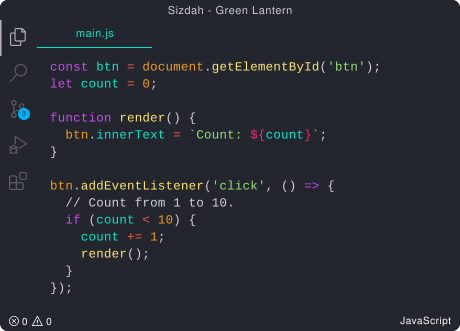 Sizdah - Green Lantern
main.js
const btn = document.getElementById('btn');
let count = 0;
function render() {
btn.innerText = `Count: ${count}`;
}
btn.addEventListener('click', () => {
// Count from 1 to 10.
if (count < 10) {
count += 1;
render();
}
});
3
0 0
JavaScript